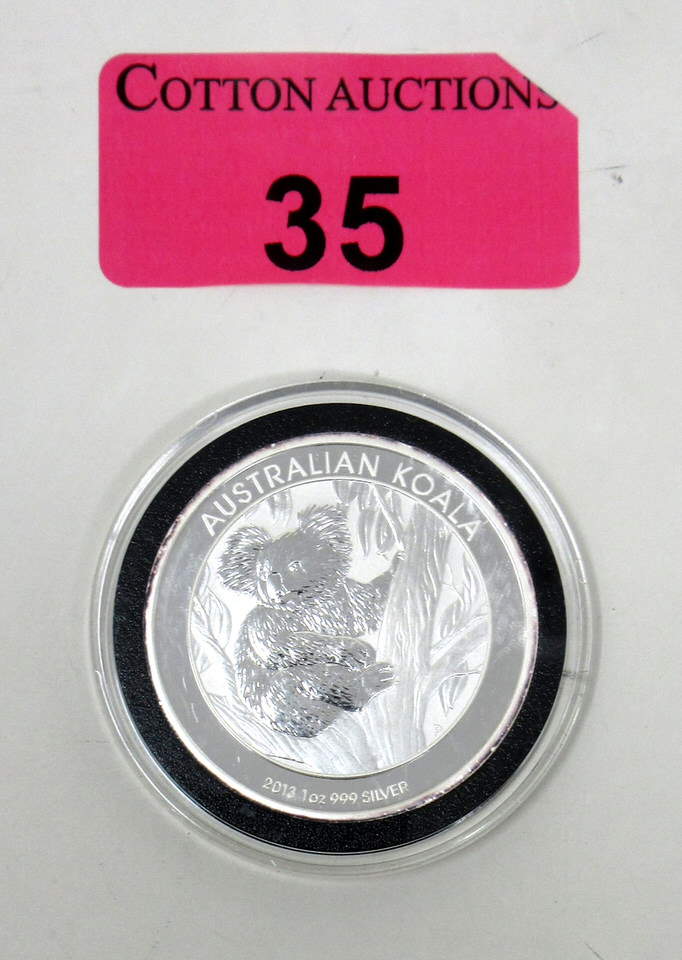 COTTON AUCTIONS
35
AUSTRALIAN KOALA
2013 1oz 999 SILVER